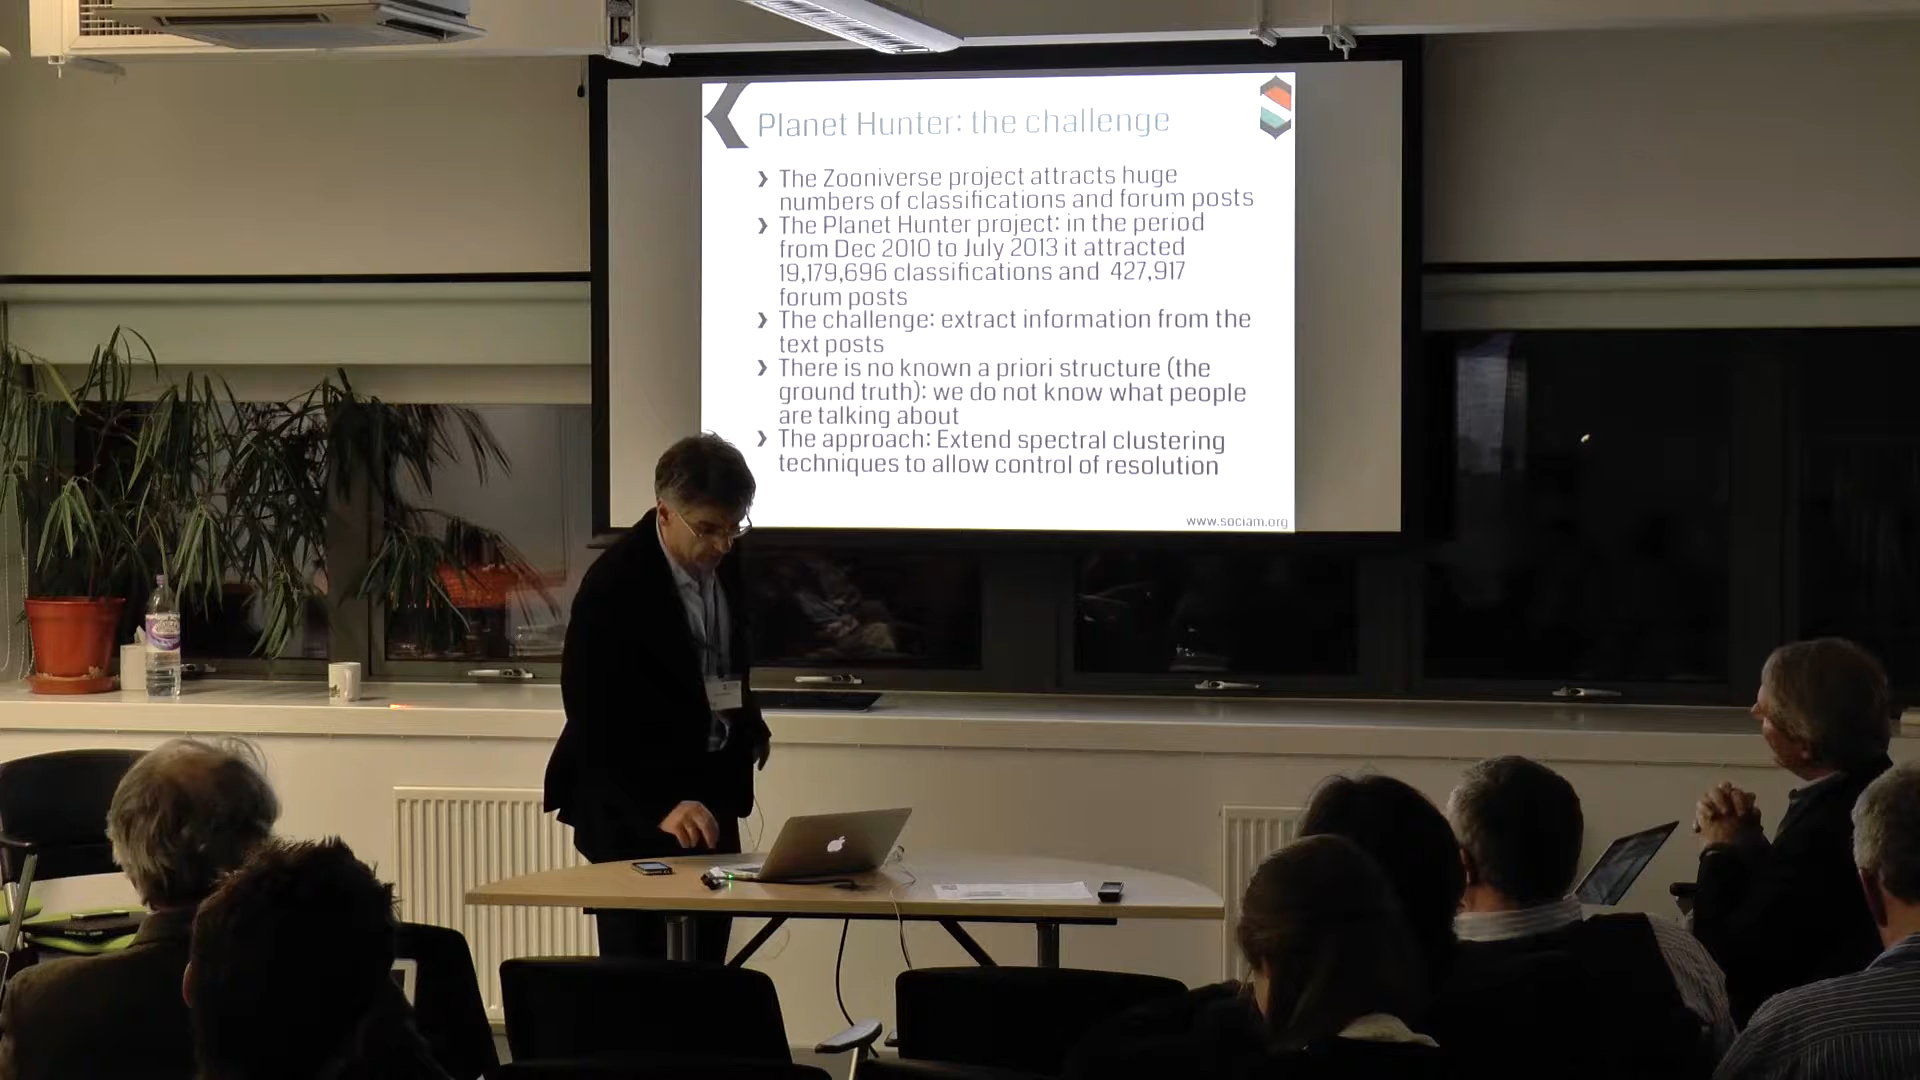 Planet Hunter: the challenge
❯ The Zooniverse project attracts huge
numbers of classifications and forum posts
❯ The Planet Hunter project: in the period
from Dec 2010 to July 2013 it attracted
19,179,696 classifications and 427,917
forum posts
❯ The challenge: extract information from the
text posts
❯ There is no known a priori structure (the
ground truth): we do not know what people
are talking about
❯ The approach: Extend spectral clustering
techniques to allow control of resolution
www.sociam.org